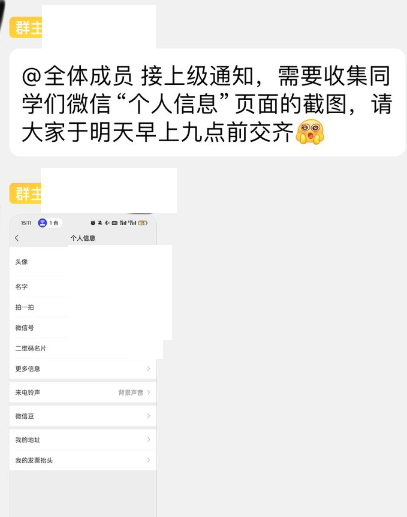 群主
@全体成员 接上级通知，需要收集同
学们微信“个人信息”页面的截图，请
大家于明天早上九点前交齐
群主
15:11
个人信息
头像
名字
拍一拍
微信号
二维码名片
更多信息
来电铃声 背景声音
微信豆
我的地址
我的发票抬头